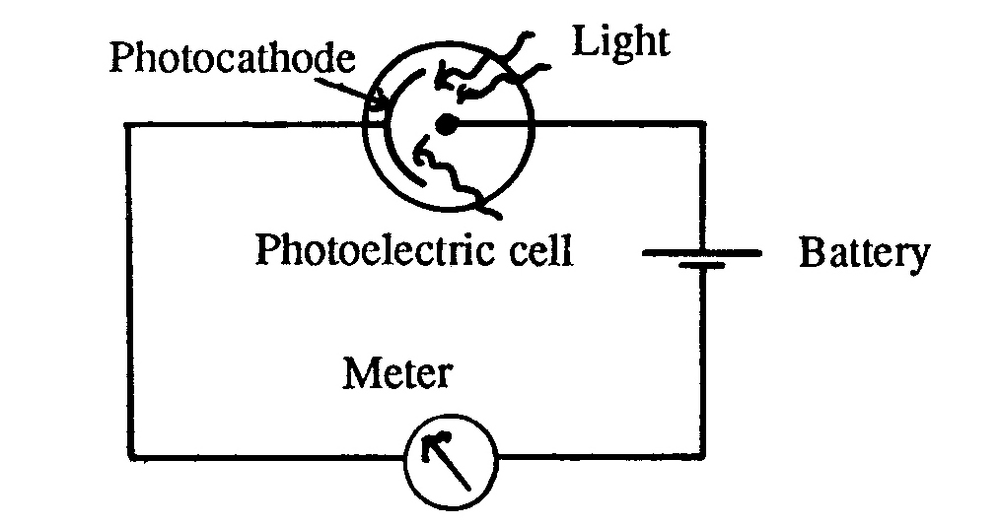 Photocathode
Light
Photoelectric cell
Battery
Meter